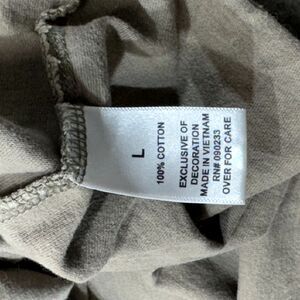 L
100% COTTON
EXCLUSIVE OF
DECORATION
MADE IN VIETNAM
RN# 090233
OVER FOR CARE